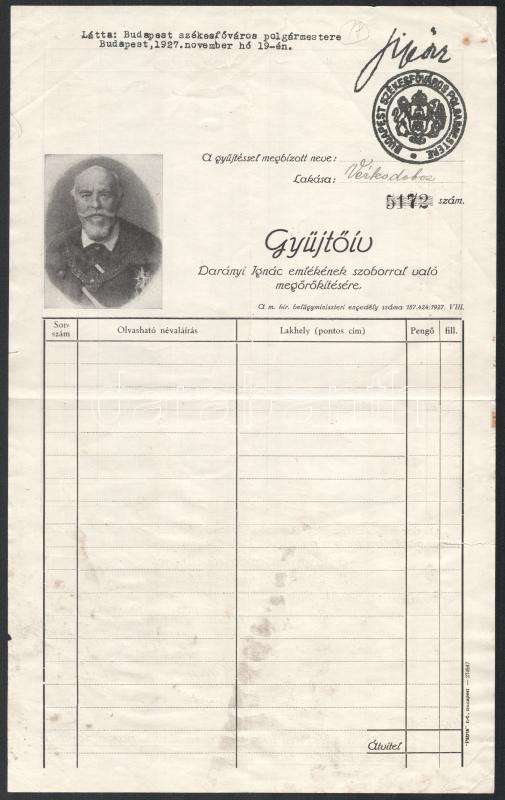 Látta: Budapest székesfőváros polgármestere
Budapest,1927.november hó 19-én.
BUDAPEST SZÉKESFŐVÁROS POLGÁRMESTERE
A gyűjtéssel megbízott neve:
Lakása: Vérkesdoboz
5172 szám.
Gyűjtőív
Darányi Ignác emlékének szoborral való
megörökítésére.
A m. kir. belügyminiszteri engedély száma 157.424/1927. VIII.
Sor-
szám
Olvasható névaláírás
Lakhely (pontos cím)
Pengő
fill.
darabanth
Átvitel